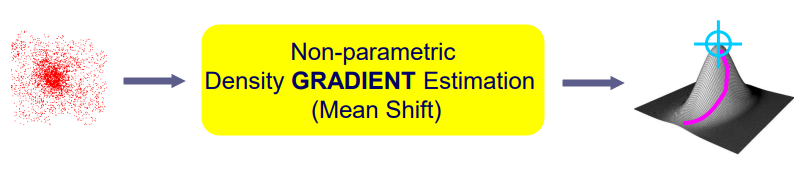 Non-parametric
Density GRADIENT Estimation
(Mean Shift)